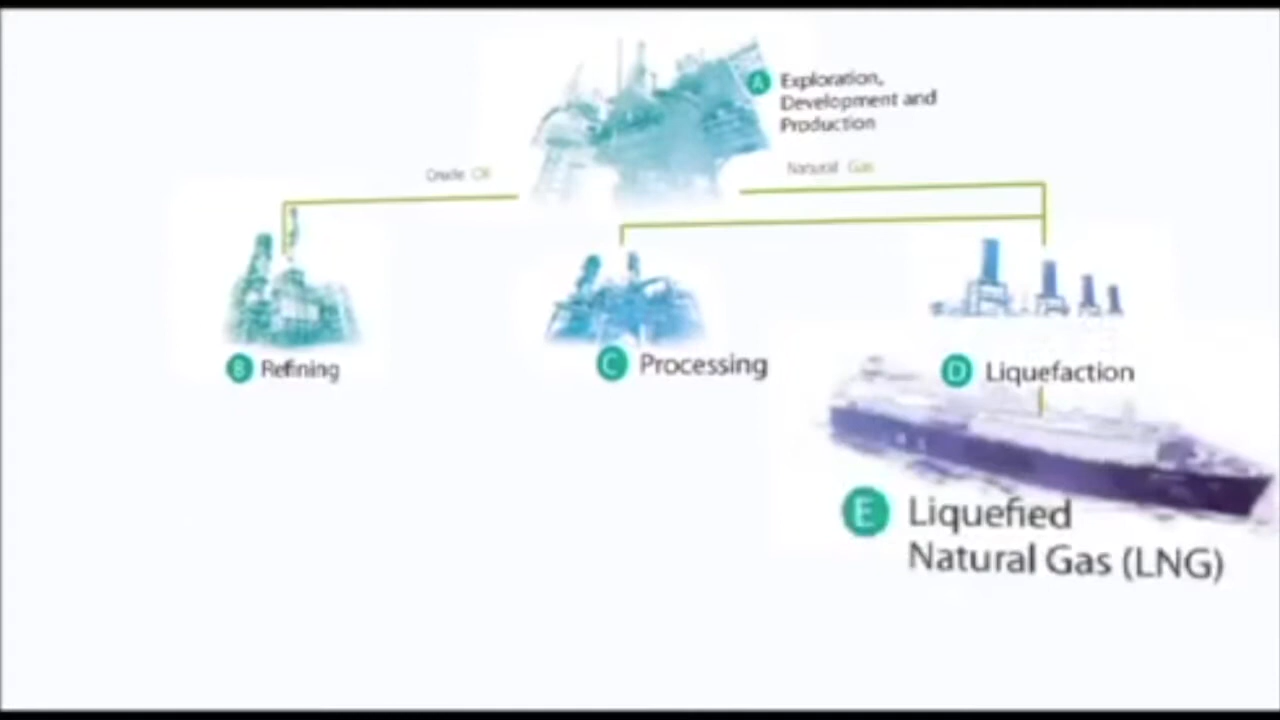 A Exploration,
Development and
Production
Crude Oil
Natural Gas
B Refining
C Processing
D Liquefaction
E Liquefied
Natural Gas (LNG)